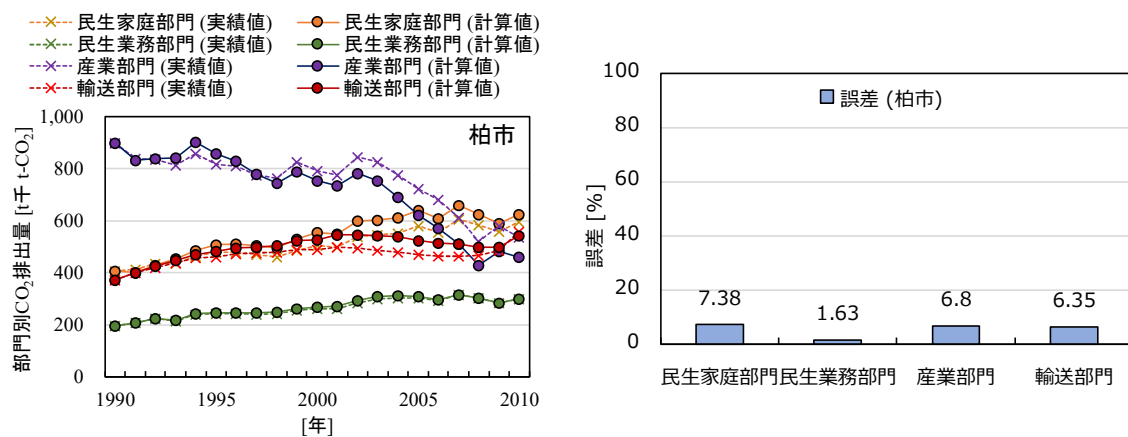 民生家庭部門 (実績値)
民生家庭部門 (計算値)
民生業務部門 (実績値)
民生業務部門 (計算値)
産業部門 (実績値)
産業部門 (計算値)
輸送部門 (実績値)
輸送部門 (計算値)
部門別CO2排出量 [t千 t-CO2]
1,000
800
600
400
200
0
柏市
1990
1995
2000
2005
2010
[年]
誤差 [%]
100
80
60
40
20
0
誤差 (柏市)
7.38
1.63
6.8
6.35
民生家庭部門
民生業務部門
産業部門
輸送部門